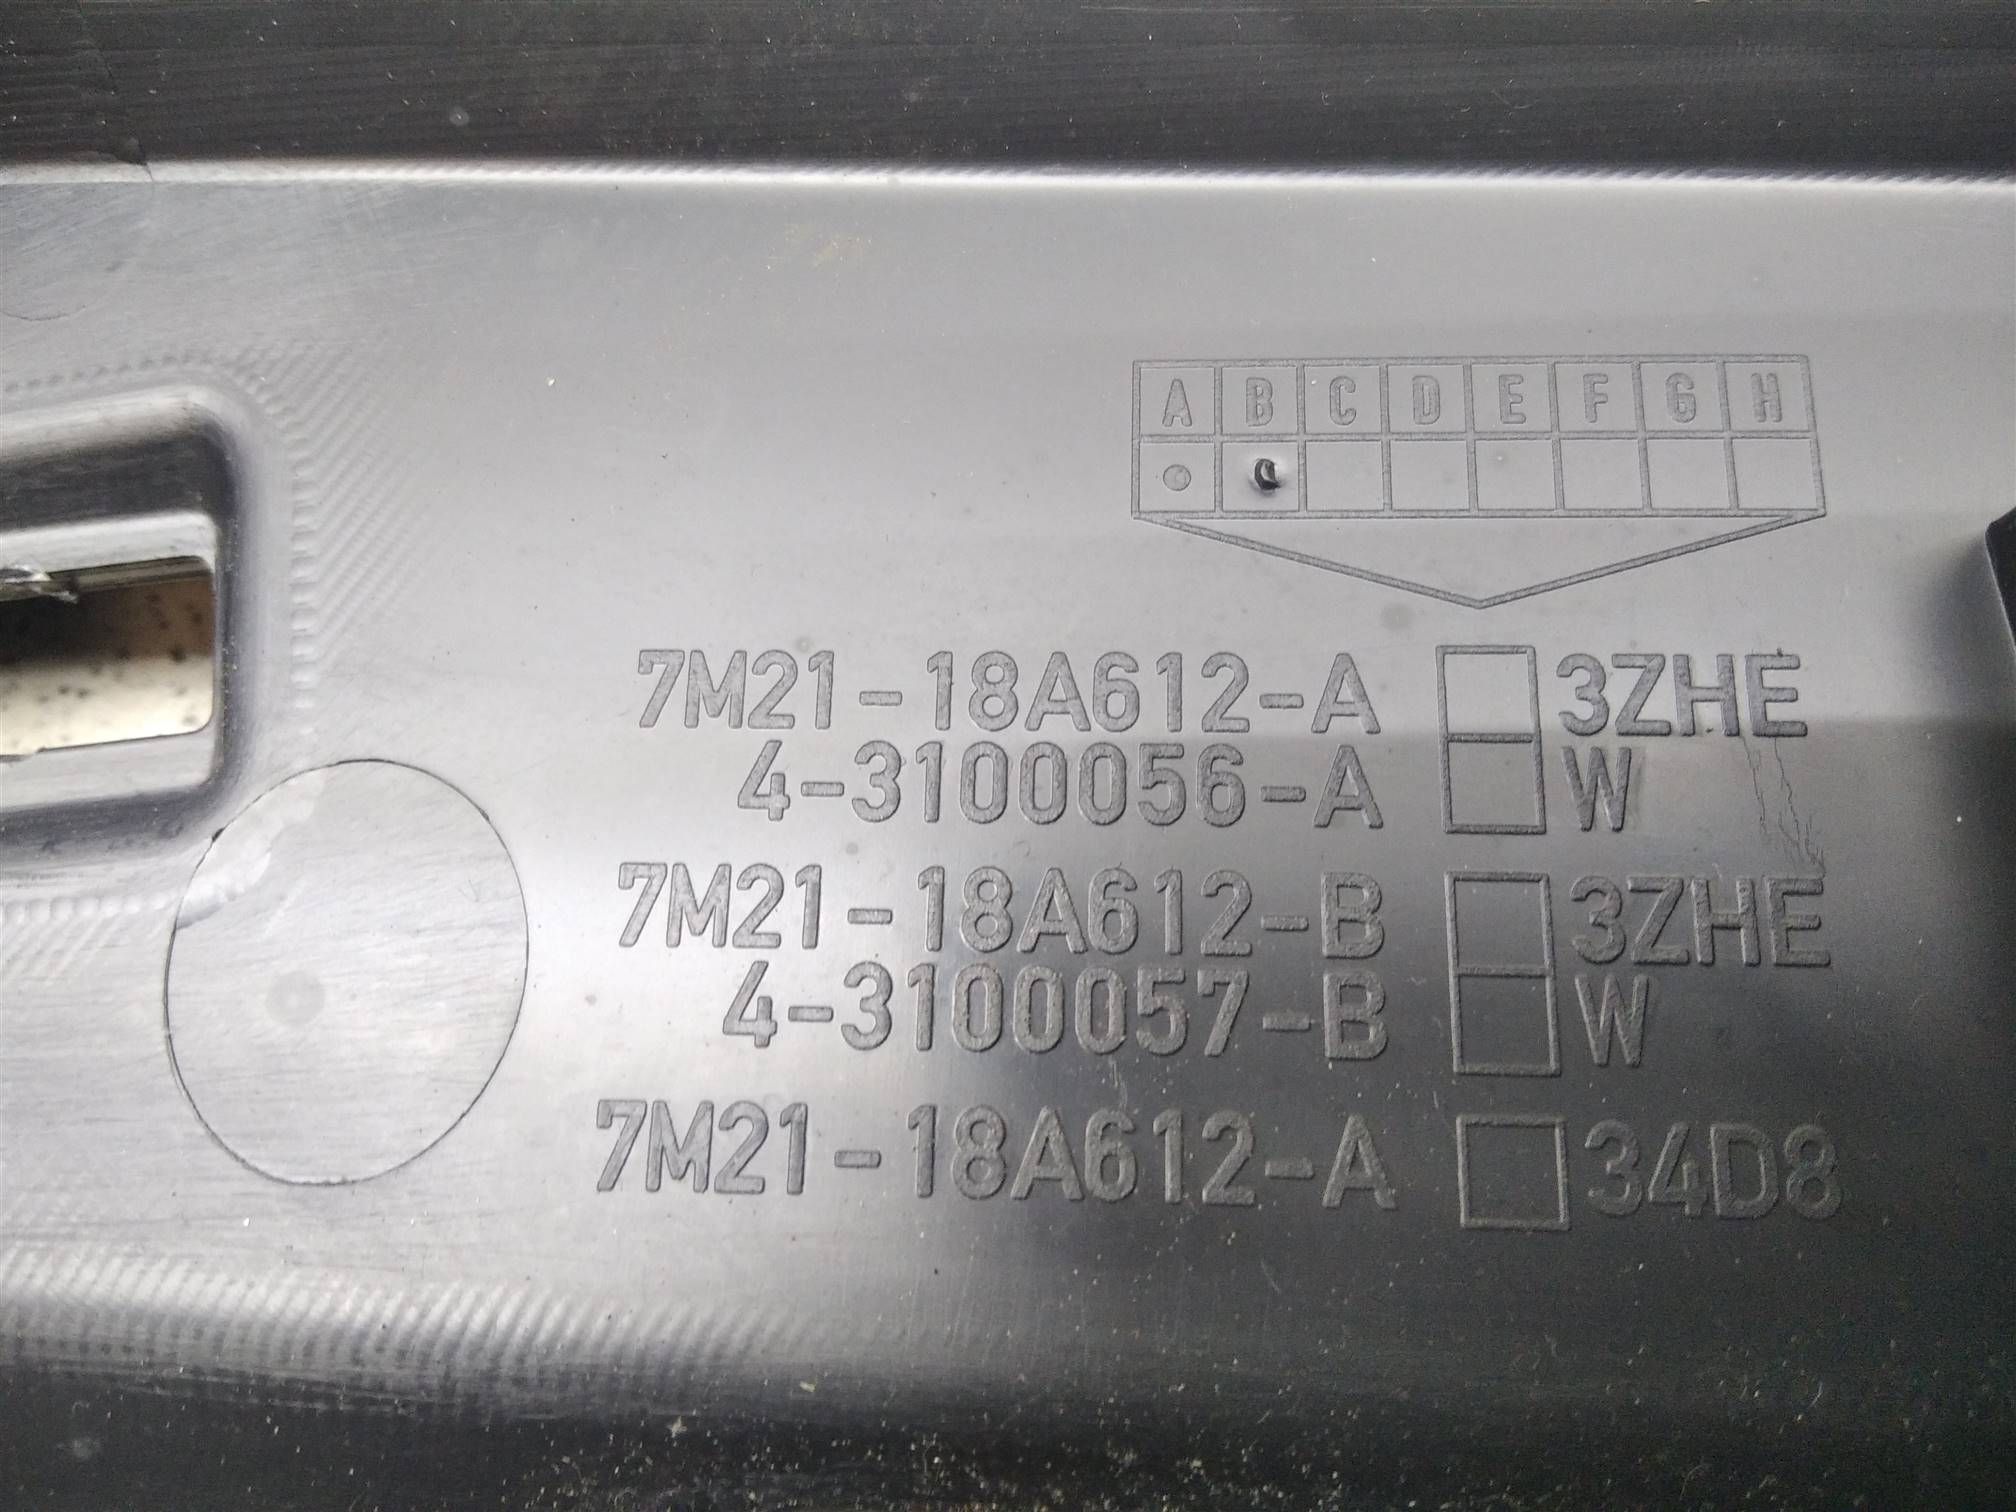 A B C D E F G H
7M21-18A612-A 3ZHE
4-3100056-A W
7M21-18A612-B 3ZHE
4-3100057-B W
7M21-18A612-A 34D8